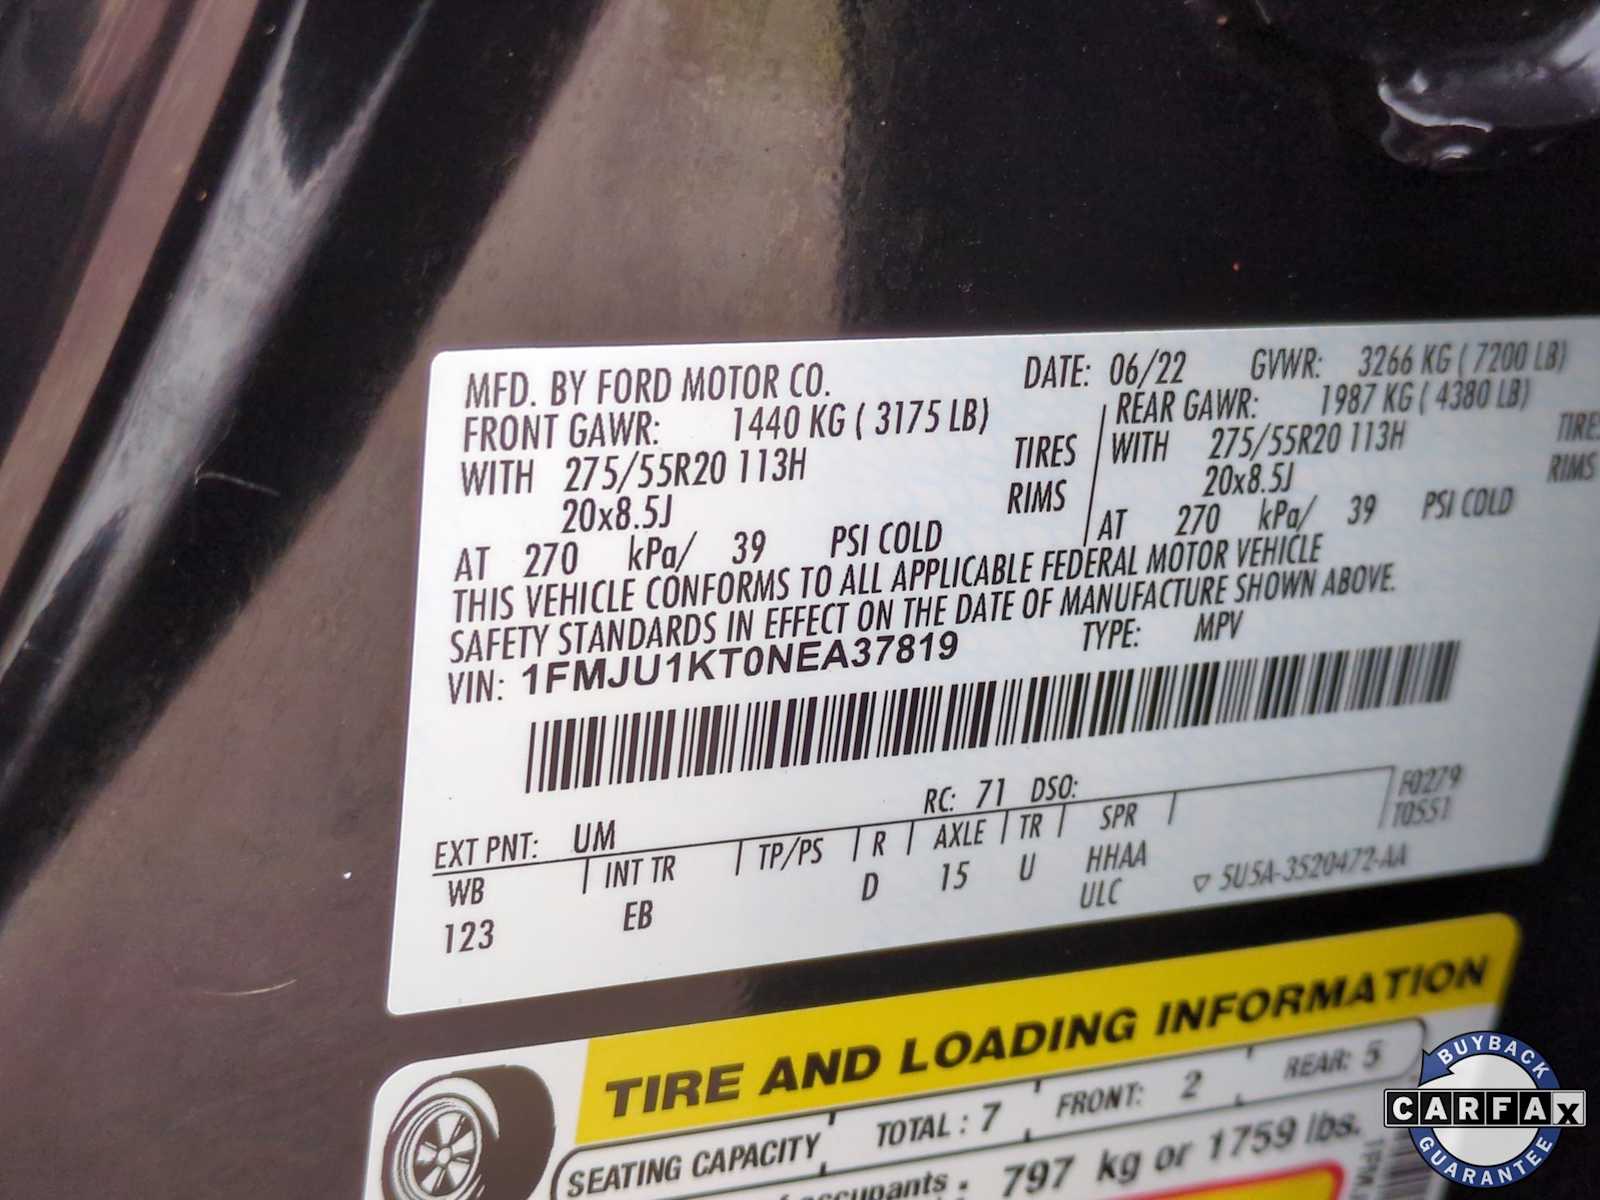 MFD. BY FORD MOTOR CO. DATE: 06/22 GVWR: 3266 KG ( 7200 LB)
FRONT GAWR: 1440 KG ( 3175 LB) REAR GAWR: 1987 KG ( 4380 LB)
WITH 275/55R20 113H TIRES WITH 275/55R20 113H TIRES
20x8.5J RIMS 20x8.5J RIMS
AT 270 kPa/ 39 PSI COLD AT 270 kPa/ 39 PSI COLD
THIS VEHICLE CONFORMS TO ALL APPLICABLE FEDERAL MOTOR VEHICLE
SAFETY STANDARDS IN EFFECT ON THE DATE OF MANUFACTURE SHOWN ABOVE.
VIN: 1FMJU1KT0NEA37819 TYPE: MPV
EXT PNT: UM RC: 71 DSO: F0279
WB INT TR TP/PS R AXLE TR SPR T0551
123 EB D 15 U HHAA
ULC ▽ 5U5A-3520472-AA
TIRE AND LOADING INFORMATION
SEATING CAPACITY TOTAL : 7 FRONT: 2 REAR: 5
occupants : 797 kg or 1759 lbs.
BUYBACK
CARFAX
GUARANTEE